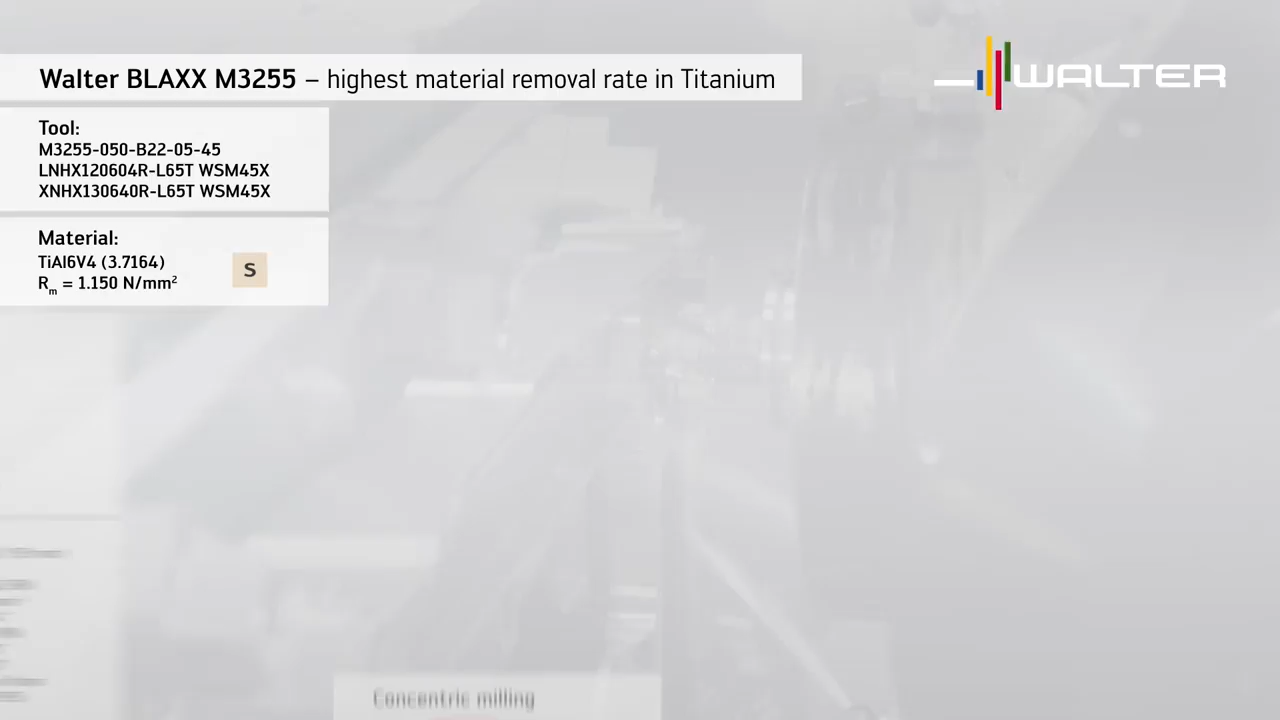 Walter BLAXX M3255 – highest material removal rate in Titanium
WALTER
Tool:
M3255-050-B22-05-45
LNHX120604R-L65T WSM45X
XNHX130640R-L65T WSM45X
Material:
TiAl6V4 (3.7164)
S
Rm = 1.150 N/mm²
Concentric milling